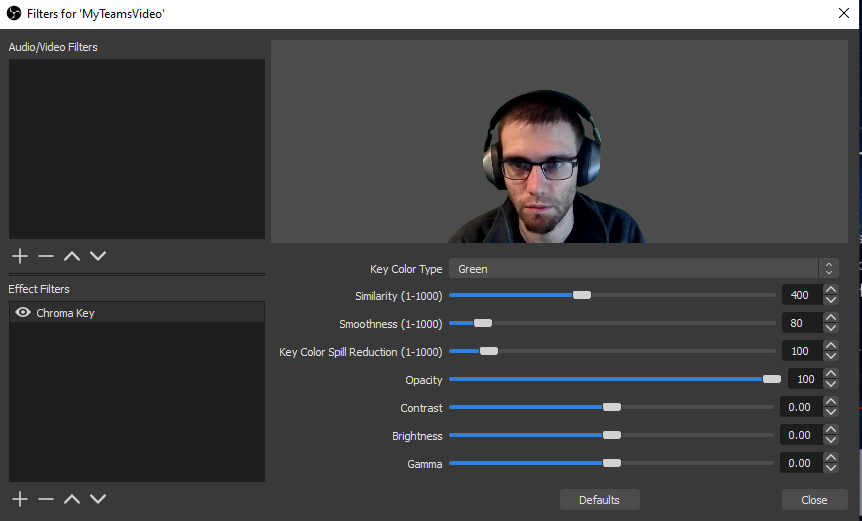 Filters for 'MyTeamsVideo'
Audio/Video Filters
Effect Filters
Chroma Key
Key Color Type Green
Similarity (1-1000) 400
Smoothness (1-1000) 80
Key Color Spill Reduction (1-1000) 100
Opacity 100
Contrast 0.00
Brightness 0.00
Gamma 0.00
Defaults
Close